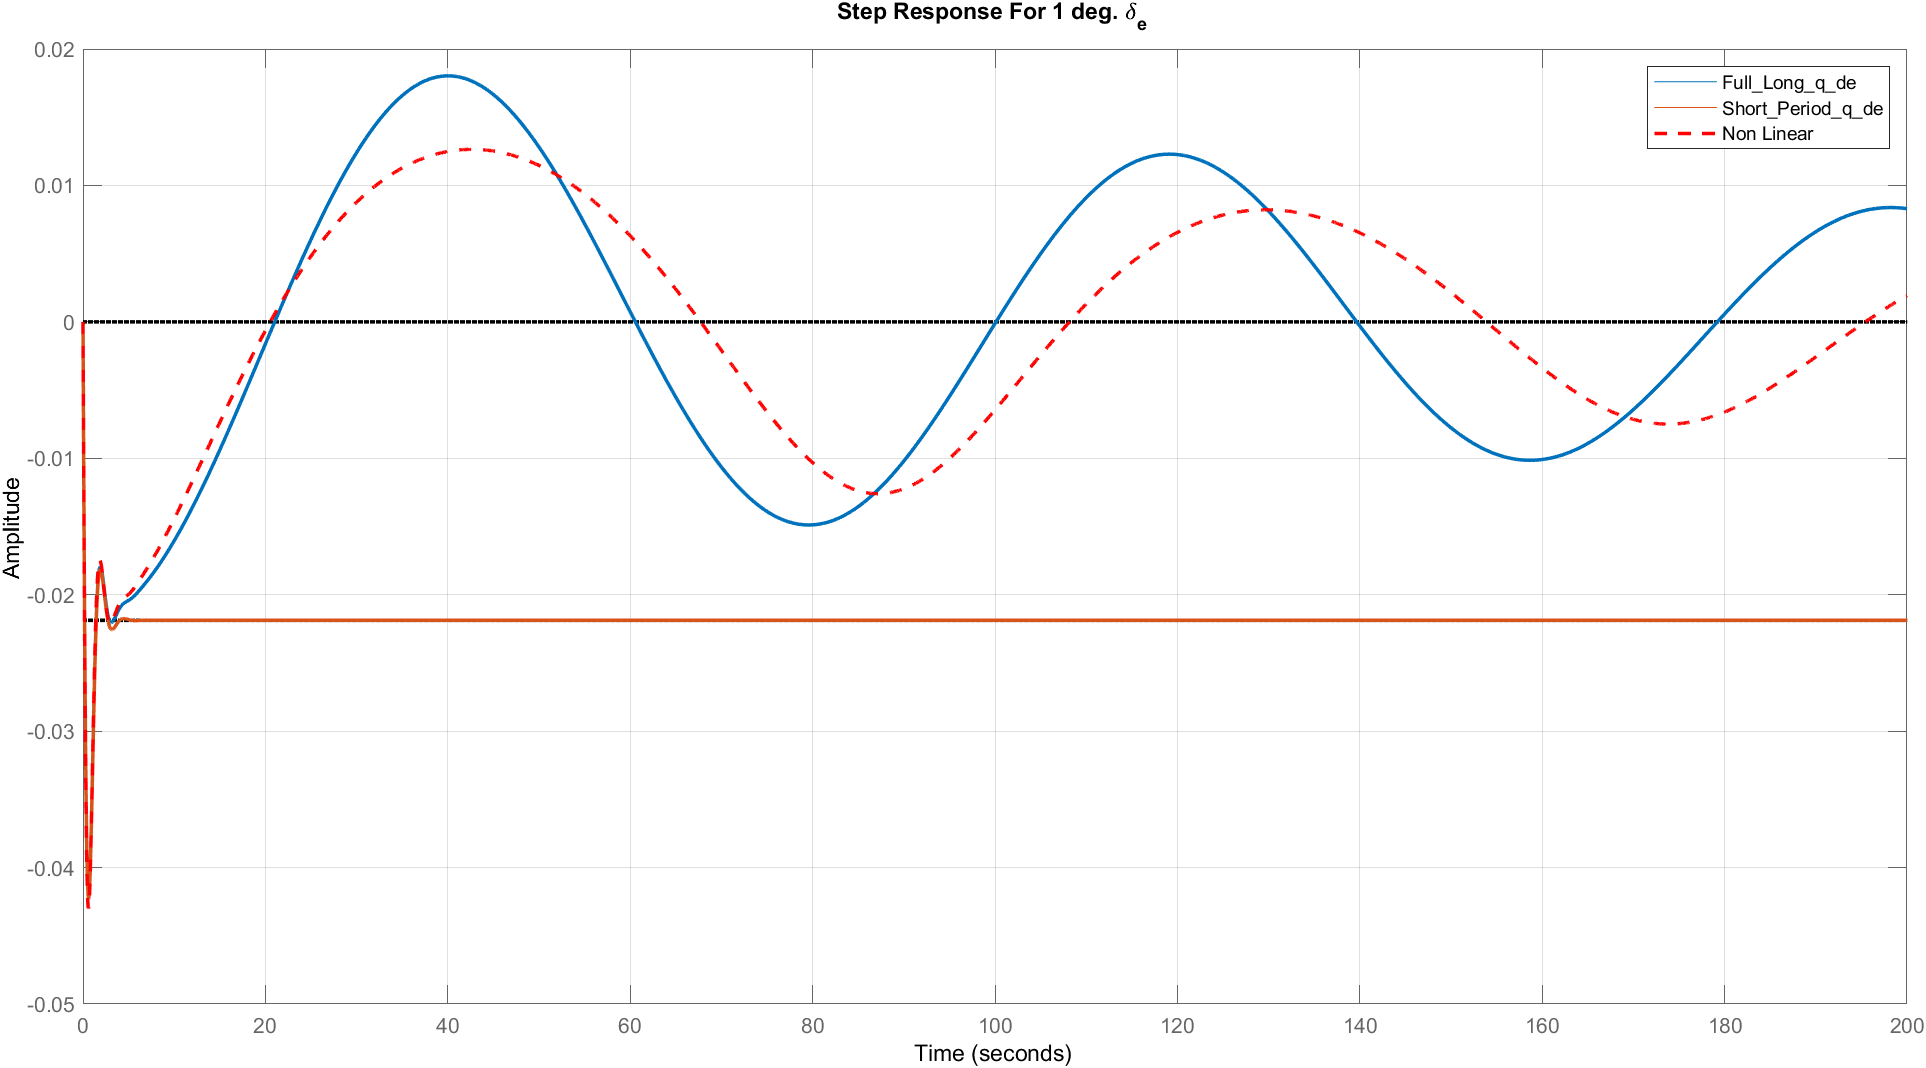 Step Response For 1 deg. δe
Full_Long_q_de
Short_Period_q_de
Non Linear
0.02
0.01
0
-0.01
-0.02
-0.03
-0.04
-0.05
Amplitude
0 20 40 60 80 100 120 140 160 180 200
Time (seconds)